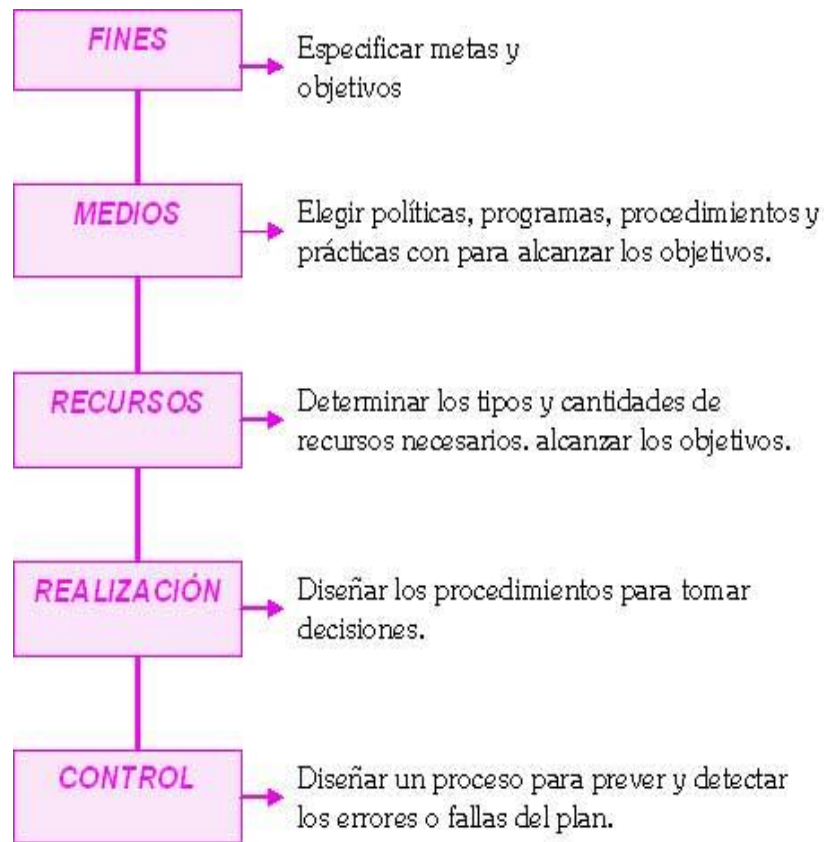 FINES
Especificar metas y
objetivos
MEDIOS
Elegir políticas, programas, procedimientos y
prácticas con para alcanzar los objetivos.
RECURSOS
Determinar los tipos y cantidades de
recursos necesarios. alcanzar los objetivos.
REALIZACIÓN
Diseñar los procedimientos para tomar
decisiones.
CONTROL
Diseñar un proceso para prever y detectar
los errores o fallas del plan.